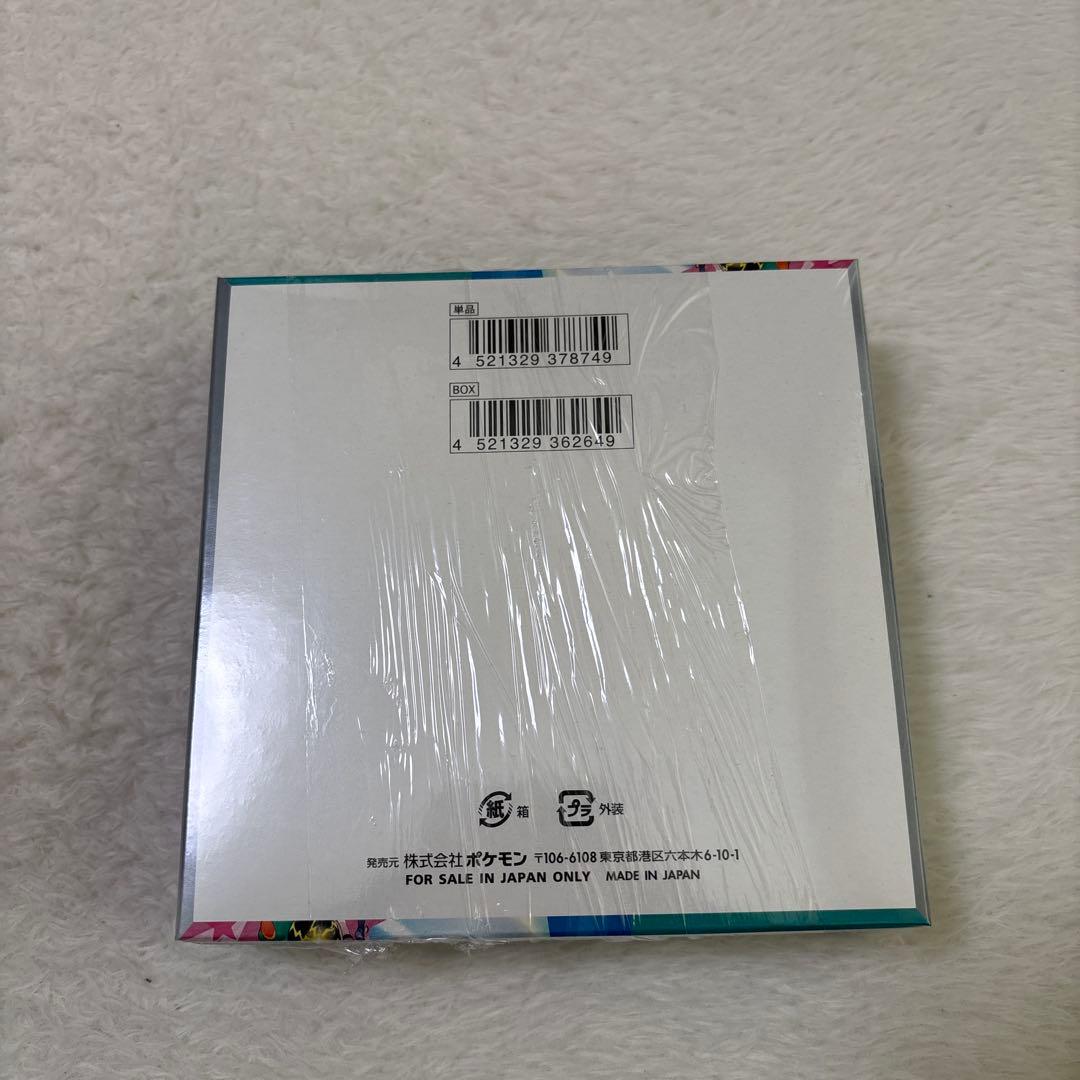 単品
4 521329 378749
BOX
4 521329 362649
紙 箱 プラ 外装
発売元 株式会社 ポケモン 〒106-6108 東京都港区六本木6-10-1
FOR SALE IN JAPAN ONLY MADE IN JAPAN